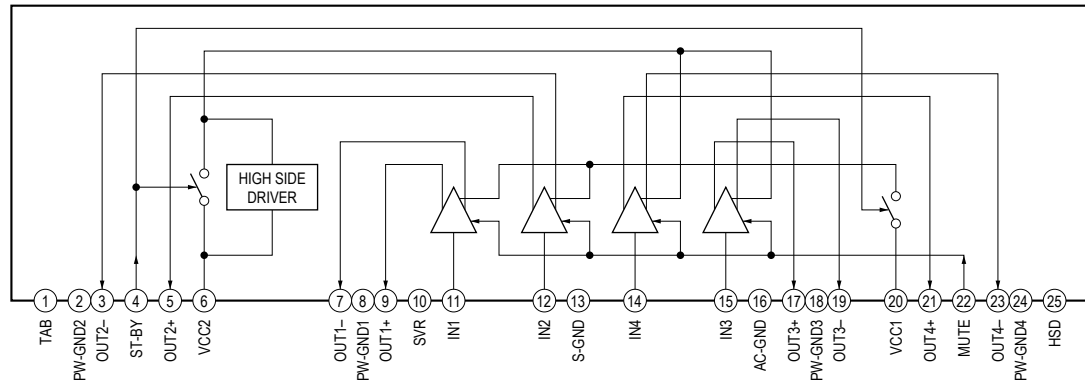 HIGH SIDE
DRIVER
1
2
3
4
5
6
7
8
9
10
11
12
13
14
15
16
17
18
19
20
21
22
23
24
25
TAB
PW-GND2
OUT2–
ST-BY
OUT2+
VCC2
OUT1–
PW-GND1
OUT1+
SVR
IN1
IN2
S-GND
IN4
IN3
AC-GND
OUT3+
PW-GND3
OUT3–
VCC1
OUT4+
MUTE
OUT4–
PW-GND4
HSD